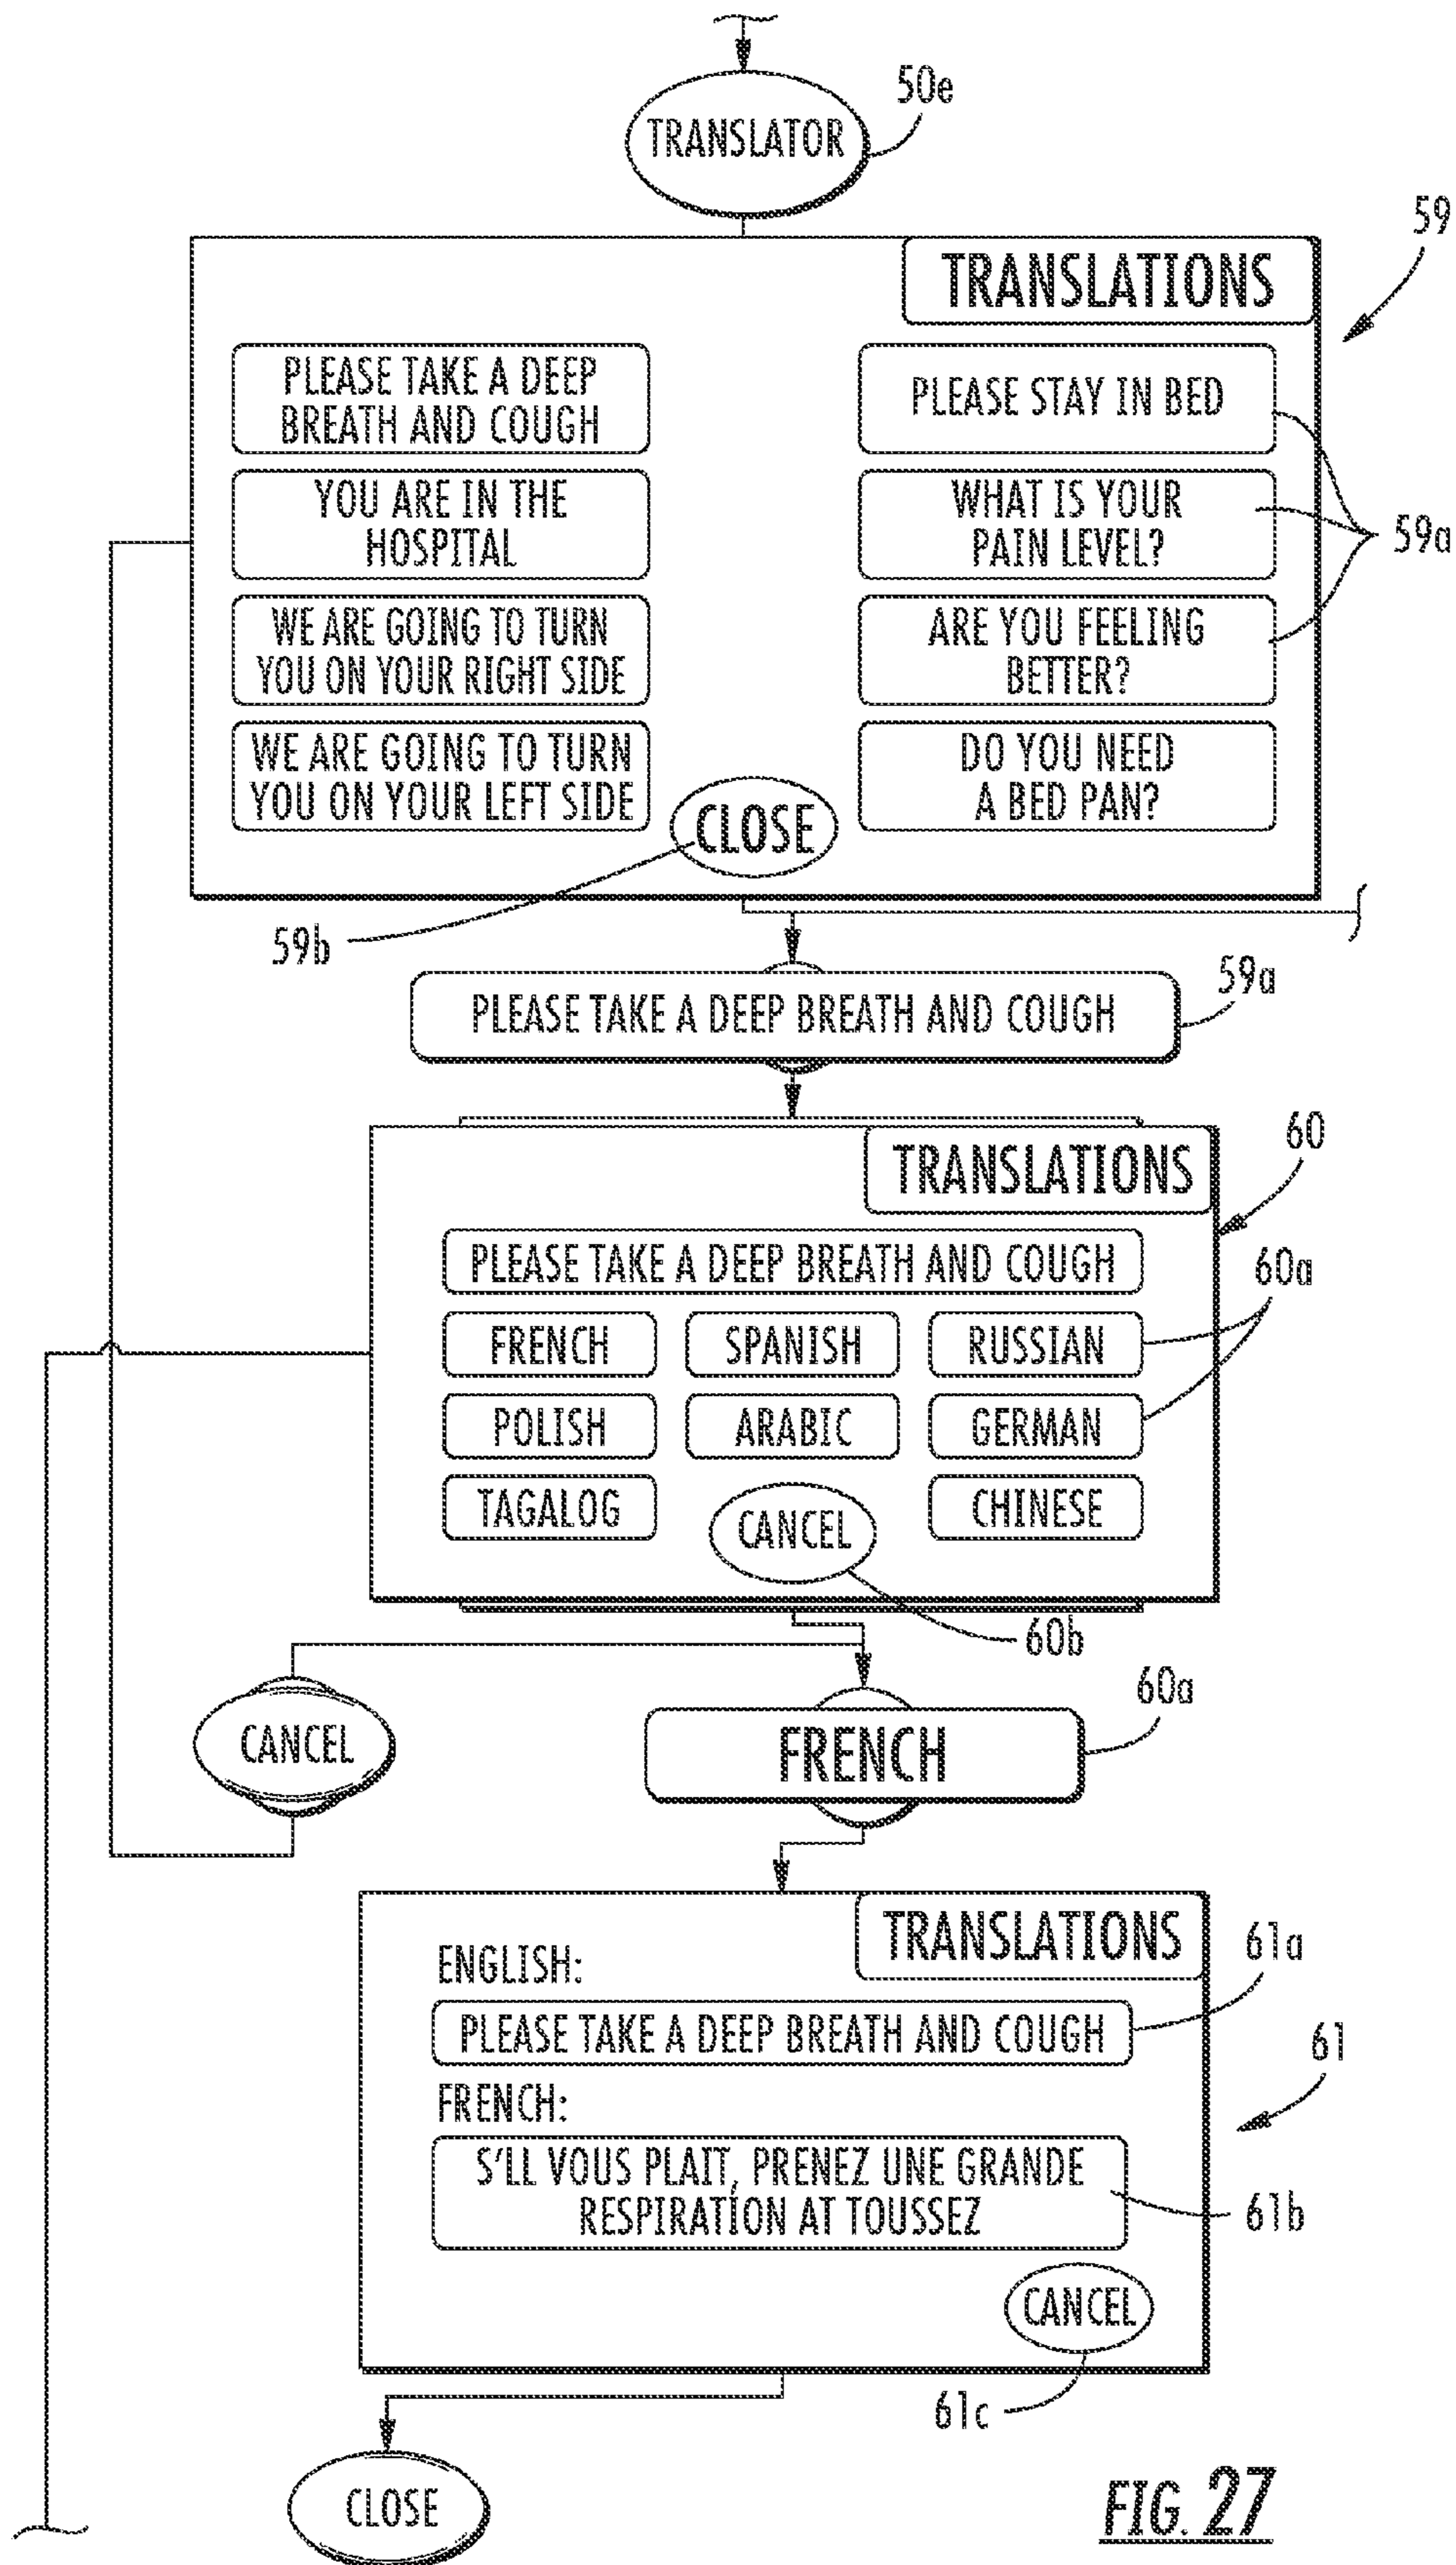 TRANSLATOR
50e
59
TRANSLATIONS
PLEASE TAKE A DEEP
BREATH AND COUGH
PLEASE STAY IN BED
YOU ARE IN THE
HOSPITAL
WHAT IS YOUR
PAIN LEVEL?
59a
WE ARE GOING TO TURN
YOU ON YOUR RIGHT SIDE
ARE YOU FEELING
BETTER?
WE ARE GOING TO TURN
YOU ON YOUR LEFT SIDE
DO YOU NEED
A BED PAN?
CLOSE
59b
PLEASE TAKE A DEEP BREATH AND COUGH
59a
60
TRANSLATIONS
PLEASE TAKE A DEEP BREATH AND COUGH
60a
FRENCH
SPANISH
RUSSIAN
POLISH
ARABIC
GERMAN
TAGALOG
CANCEL
CHINESE
60b
CANCEL
FRENCH
60a
TRANSLATIONS
ENGLISH:
61a
PLEASE TAKE A DEEP BREATH AND COUGH
61
FRENCH:
S'LL VOUS PLAIT, PRENEZ UNE GRANDE
RESPIRATION AT TOUSSEZ
61b
CANCEL
61c
CLOSE
FIG. 27